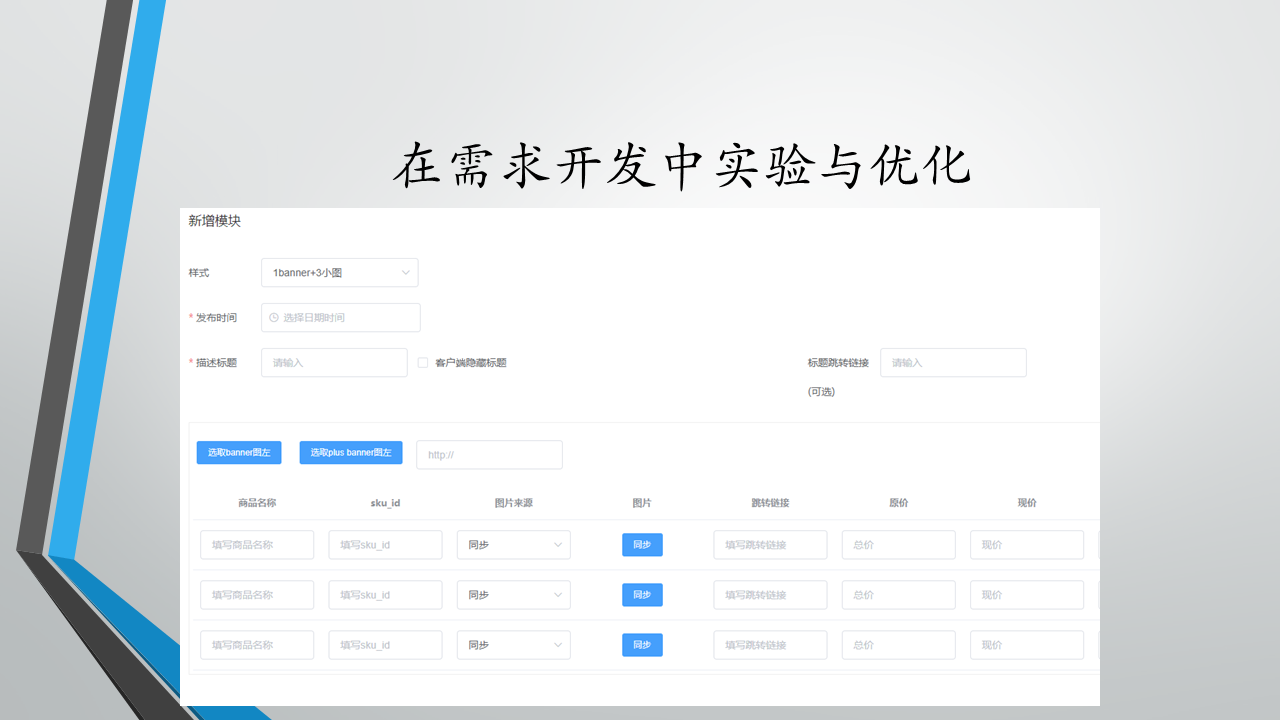 在需求开发中实验与优化
新增模块
样式 1banner+3小图
* 发布时间 选择日期时间
* 描述标题 请输入 客户端隐藏标题 标题跳转链接 请输入
(可选)
选取banner图左 选取plus banner图左 http://
商品名称 sku_id 图片来源 图片 跳转链接 原价 现价
填写商品名称 填写sku_id 同步 同步 填写跳转链接 总价 现价
填写商品名称 填写sku_id 同步 同步 填写跳转链接 总价 现价
填写商品名称 填写sku_id 同步 同步 填写跳转链接 总价 现价